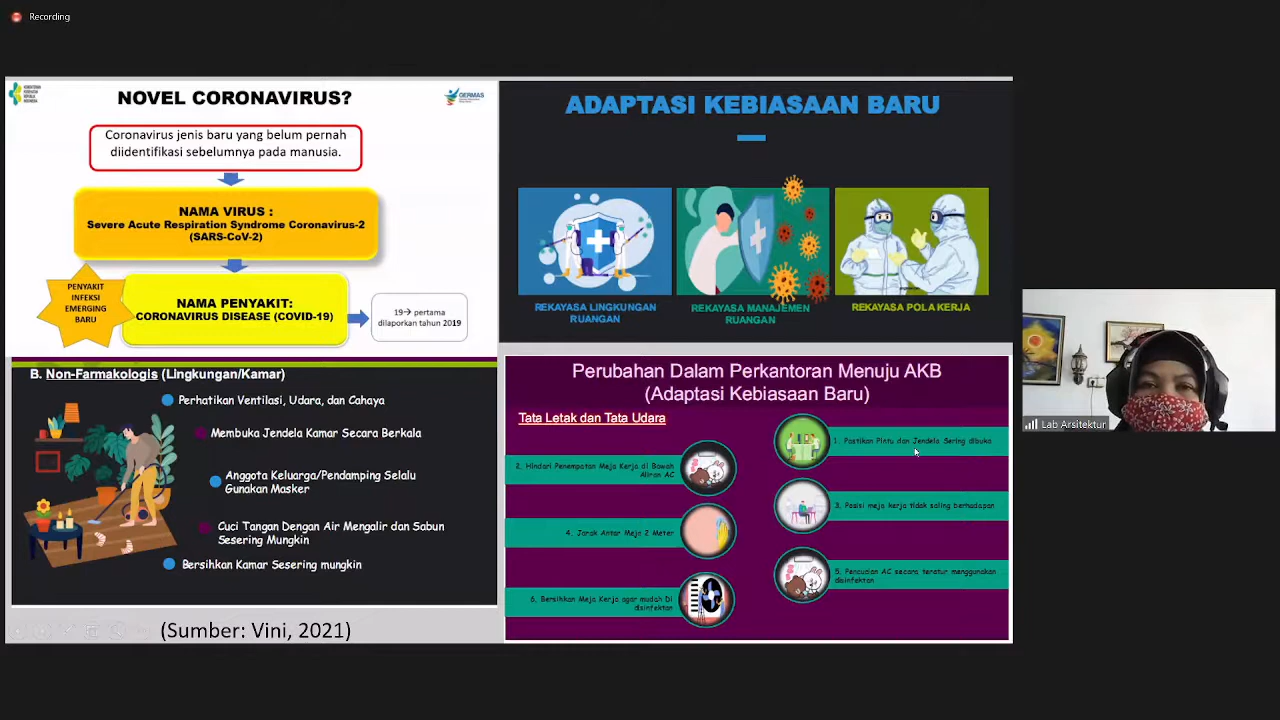 Recording
KEMENTERIAN
KESEHATAN
REPUBLIK
INDONESIA
NOVEL CORONAVIRUS?
GERMAS
Coronavirus jenis baru yang belum pernah
diidentifikasi sebelumnya pada manusia.
NAMA VIRUS :
Severe Acute Respiration Syndrome Coronavirus-2
(SARS-CoV-2)
PENYAKIT
INFEKSI
EMERGING
BARU
NAMA PENYAKIT:
CORONAVIRUS DISEASE (COVID-19)
19→ pertama
dilaporkan tahun 2019
ADAPTASI KEBIASAAN BARU
REKAYASA LINGKUNGAN
RUANGAN
REKAYASA MANAJEMEN
RUANGAN
REKAYASA POLA KERJA
B. Non-Farmakologis (Lingkungan/Kamar)
Perhatikan Ventilasi, Udara, dan Cahaya
Membuka Jendela Kamar Secara Berkala
Anggota Keluarga/Pendamping Selalu
Gunakan Masker
Cuci Tangan Dengan Air Mengalir dan Sabun
Sesering Mungkin
Bersihkan Kamar Sesering mungkin
(Sumber: Vini, 2021)
Perubahan Dalam Perkantoran Menuju AKB
(Adaptasi Kebiasaan Baru)
Tata Letak dan Tata Udara
1. Pastikan Pintu dan Jendela Sering dibuka
2. Hindari Penempatan Meja Kerja di Bawah
Aliran AC
3. Posisi meja kerja tidak saling berhadapan
4. Jarak Antar Meja 2 Meter
5. Pencucian AC secara teratur menggunakan
disinfektan
6. Bersihkan Meja Kerja agar mudah Di
disinfektan
Lab Arsitektur